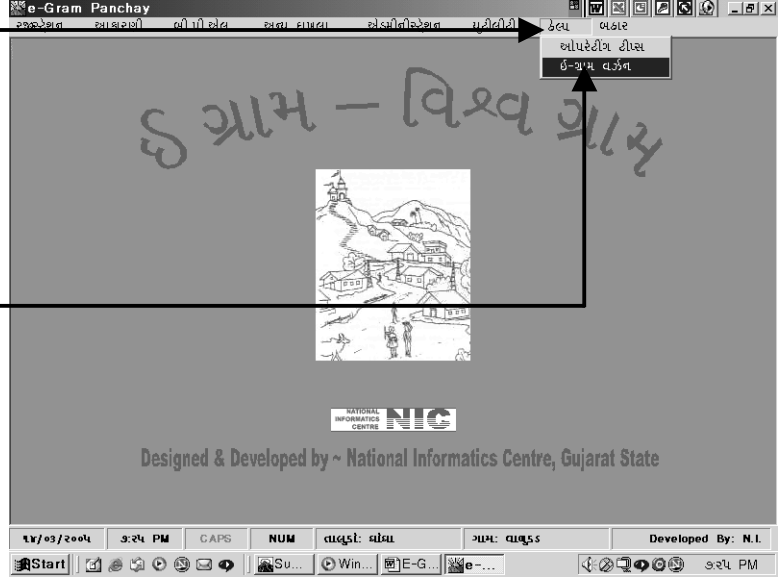 e-Gram Panchay
રજીસ્ટ્રેશન આકારણી બી પી એલ અન્ય દાખલા એડમીનીસ્ટ્રેશન યુટીલીટી હેલ્પ બહાર
ઓપરેટીંગ ટીપ્સ
ઈ-ગ્રામ વર્ઝન
ઈ ગ્રામ – વિશ્વ ગ્રામ
NATIONAL INFORMATICS CENTRE NIC
Designed & Developed by ~ National Informatics Centre, Gujarat State
૧૪/૦૩/૨૦૦૫ ૭:૨૫ PM CAPS NUM તાલુકો: ગામ: Developed By: N.I.
Start Su... Win... E-G... e-... ૭:૨૫ PM